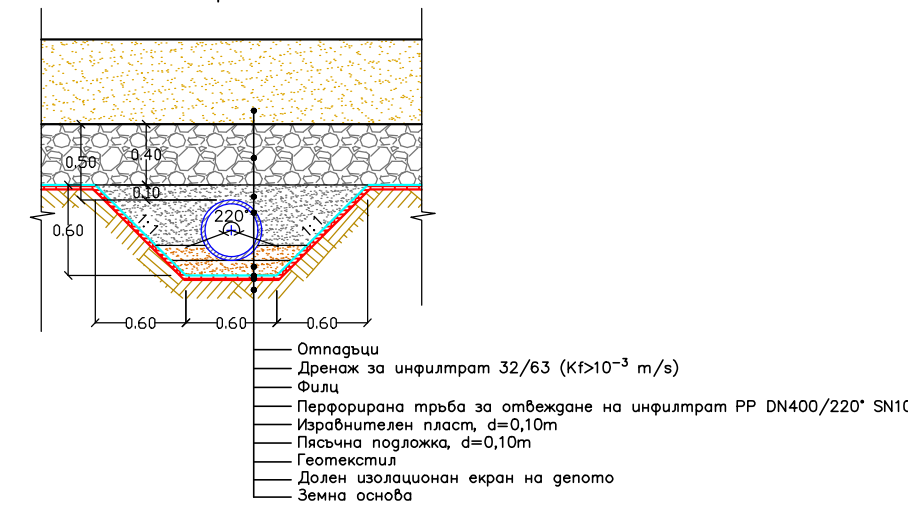 0.50
0.40
0.10
220°
1:1
1:1
0.60
0.60
0.60
0.60
Отпадъци
Дренаж за инфилтрат 32/63 (Kf>10⁻³ m/s)
Филц
Перфорирана тръба за отвеждане на инфилтрат PP DN400/220° SN10
Изравнителен пласт, d=0,10m
Пясъчна подложка, d=0,10m
Геотекстил
Долен изолационан екран на депото
Земна основа